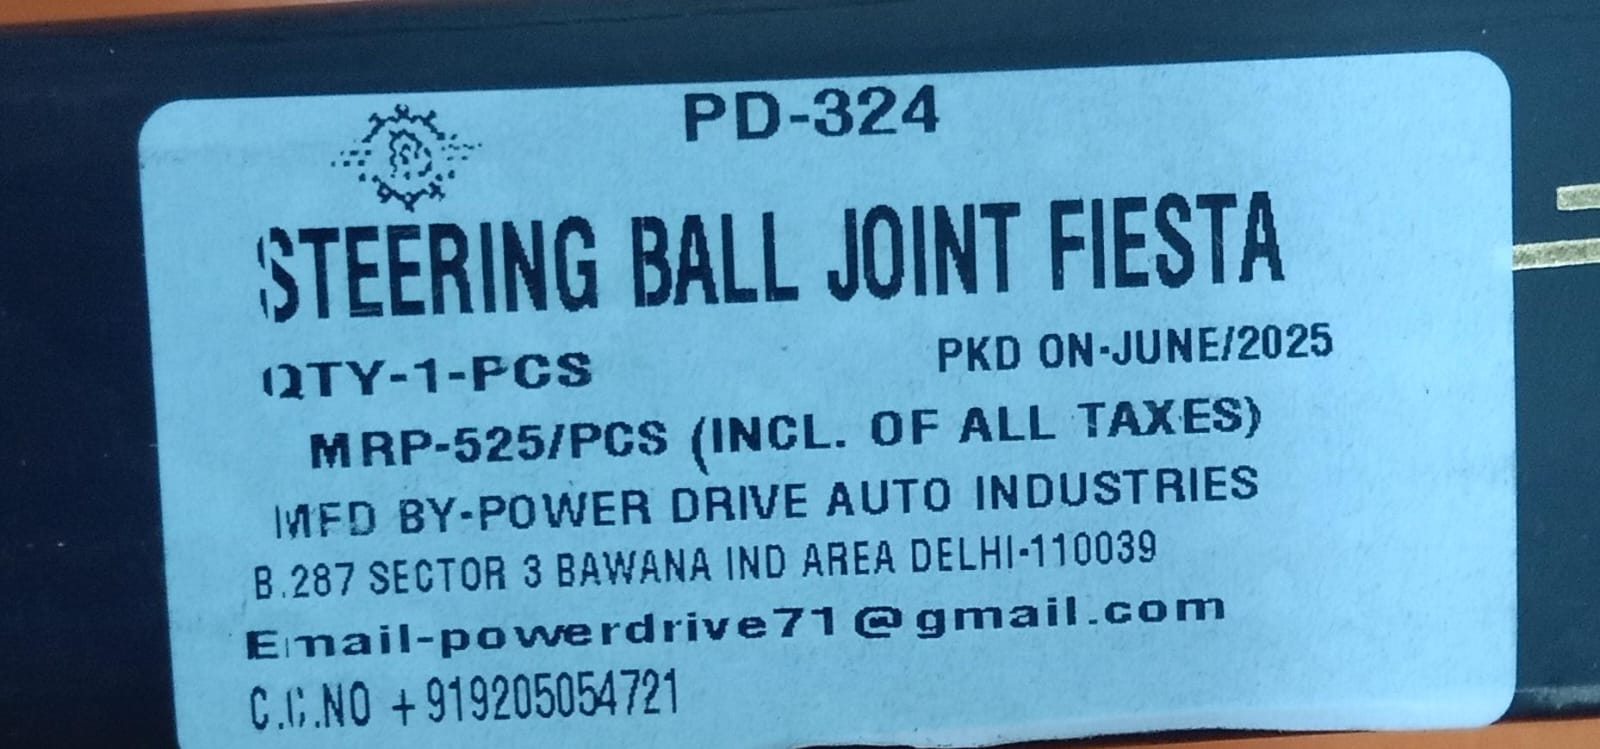 PD-324
STEERING BALL JOINT FIESTA
QTY-1-PCS PKD ON-JUNE/2025
MRP-525/PCS (INCL. OF ALL TAXES)
MFD BY-POWER DRIVE AUTO INDUSTRIES
B.287 SECTOR 3 BAWANA IND AREA DELHI-110039
Email-powerdrive71@gmail.com
C.C.NO +919205054721